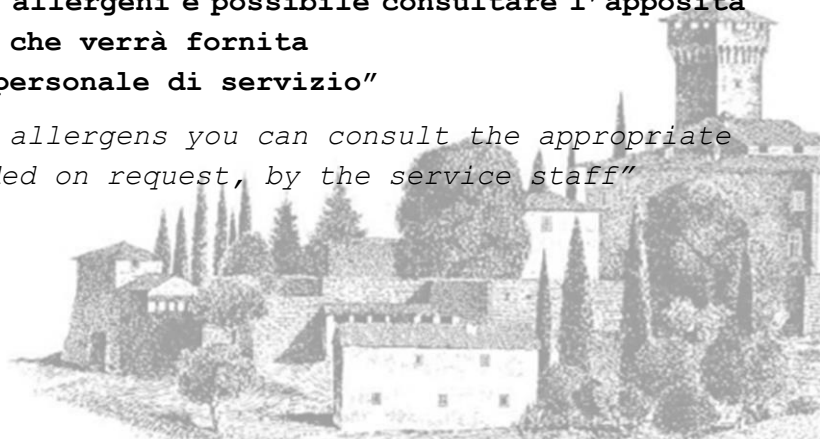 allergeni è possibile consultare l’apposita
che verrà fornita
personale di servizio”
allergens you can consult the appropriate
on request, by the service staff”